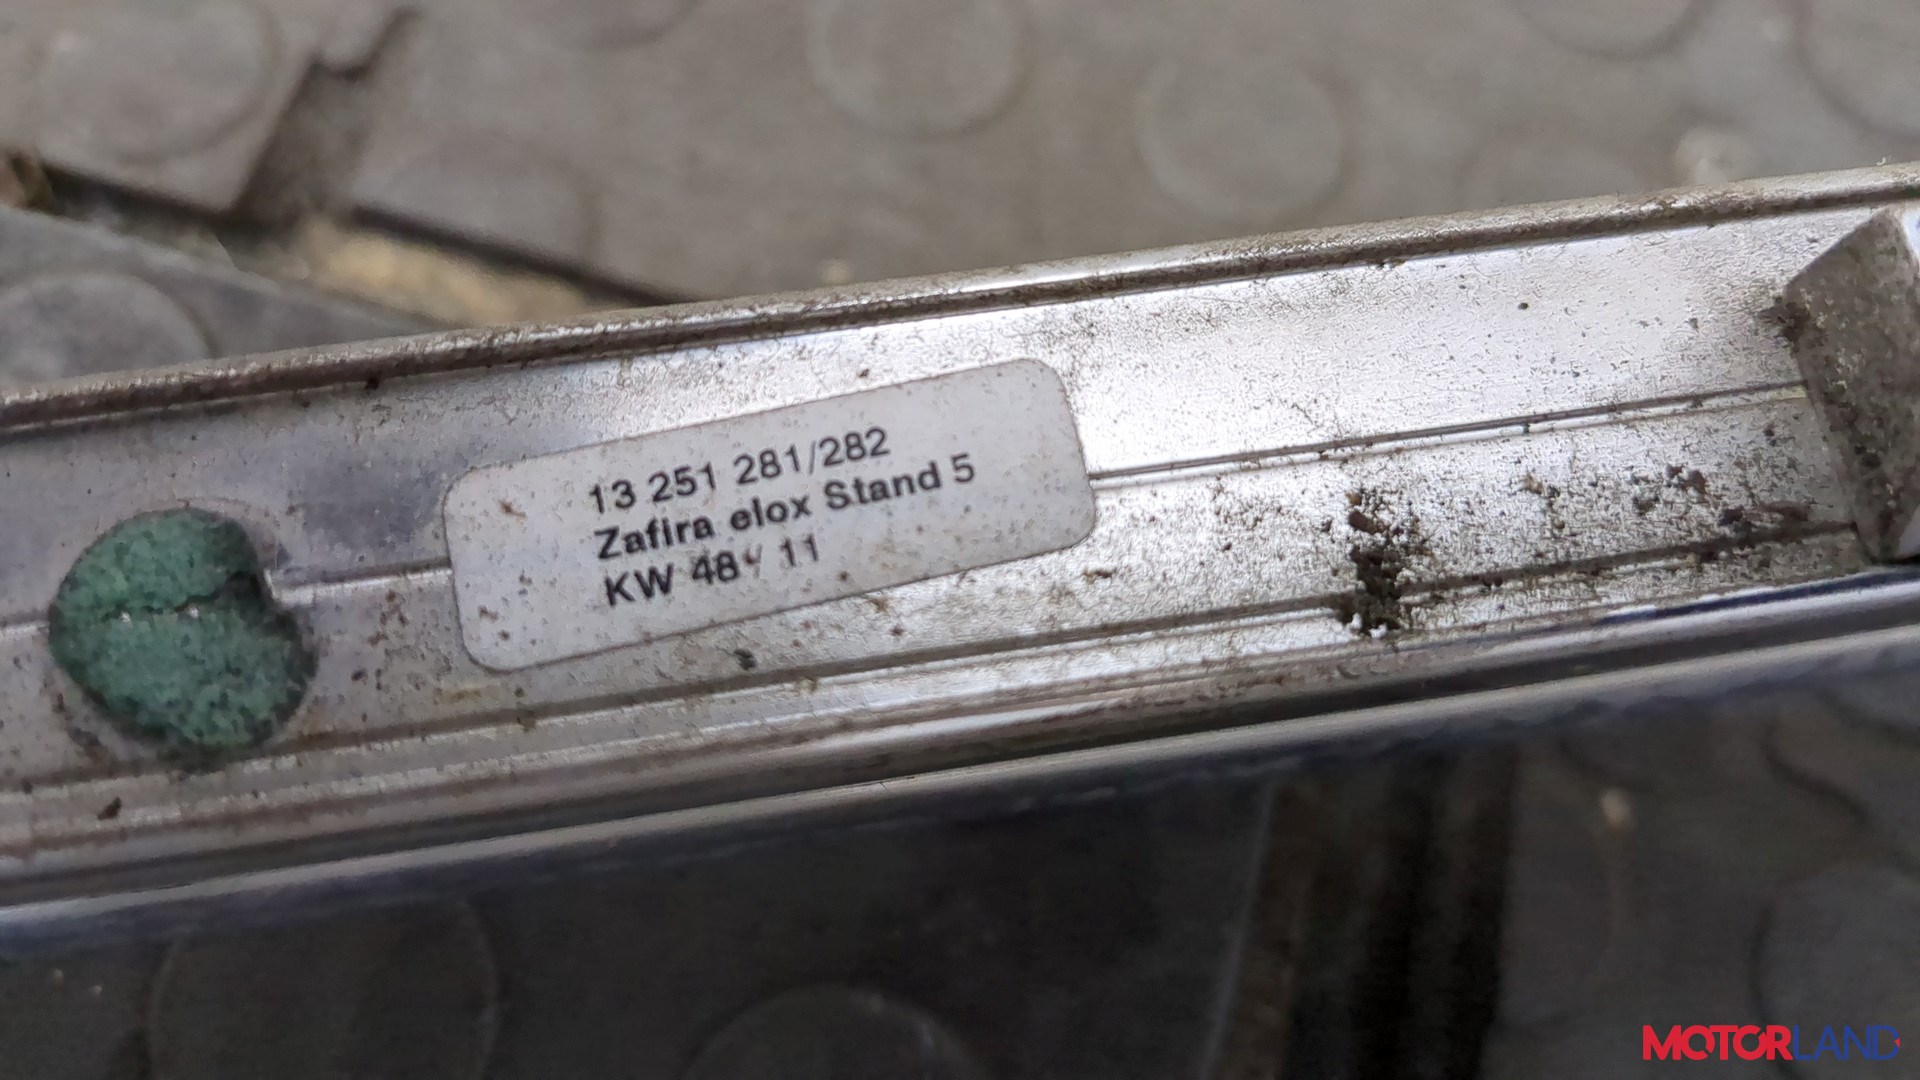 13 251 281/282
Zafira elox Stand 5
KW 48 / 11
MOTORLAND